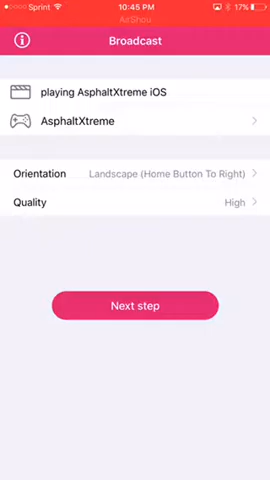 Sprint 10:45 PM 17%
AirShou
Broadcast
playing AsphaltXtreme iOS
AsphaltXtreme
Orientation Landscape (Home Button To Right)
Quality High
Next step